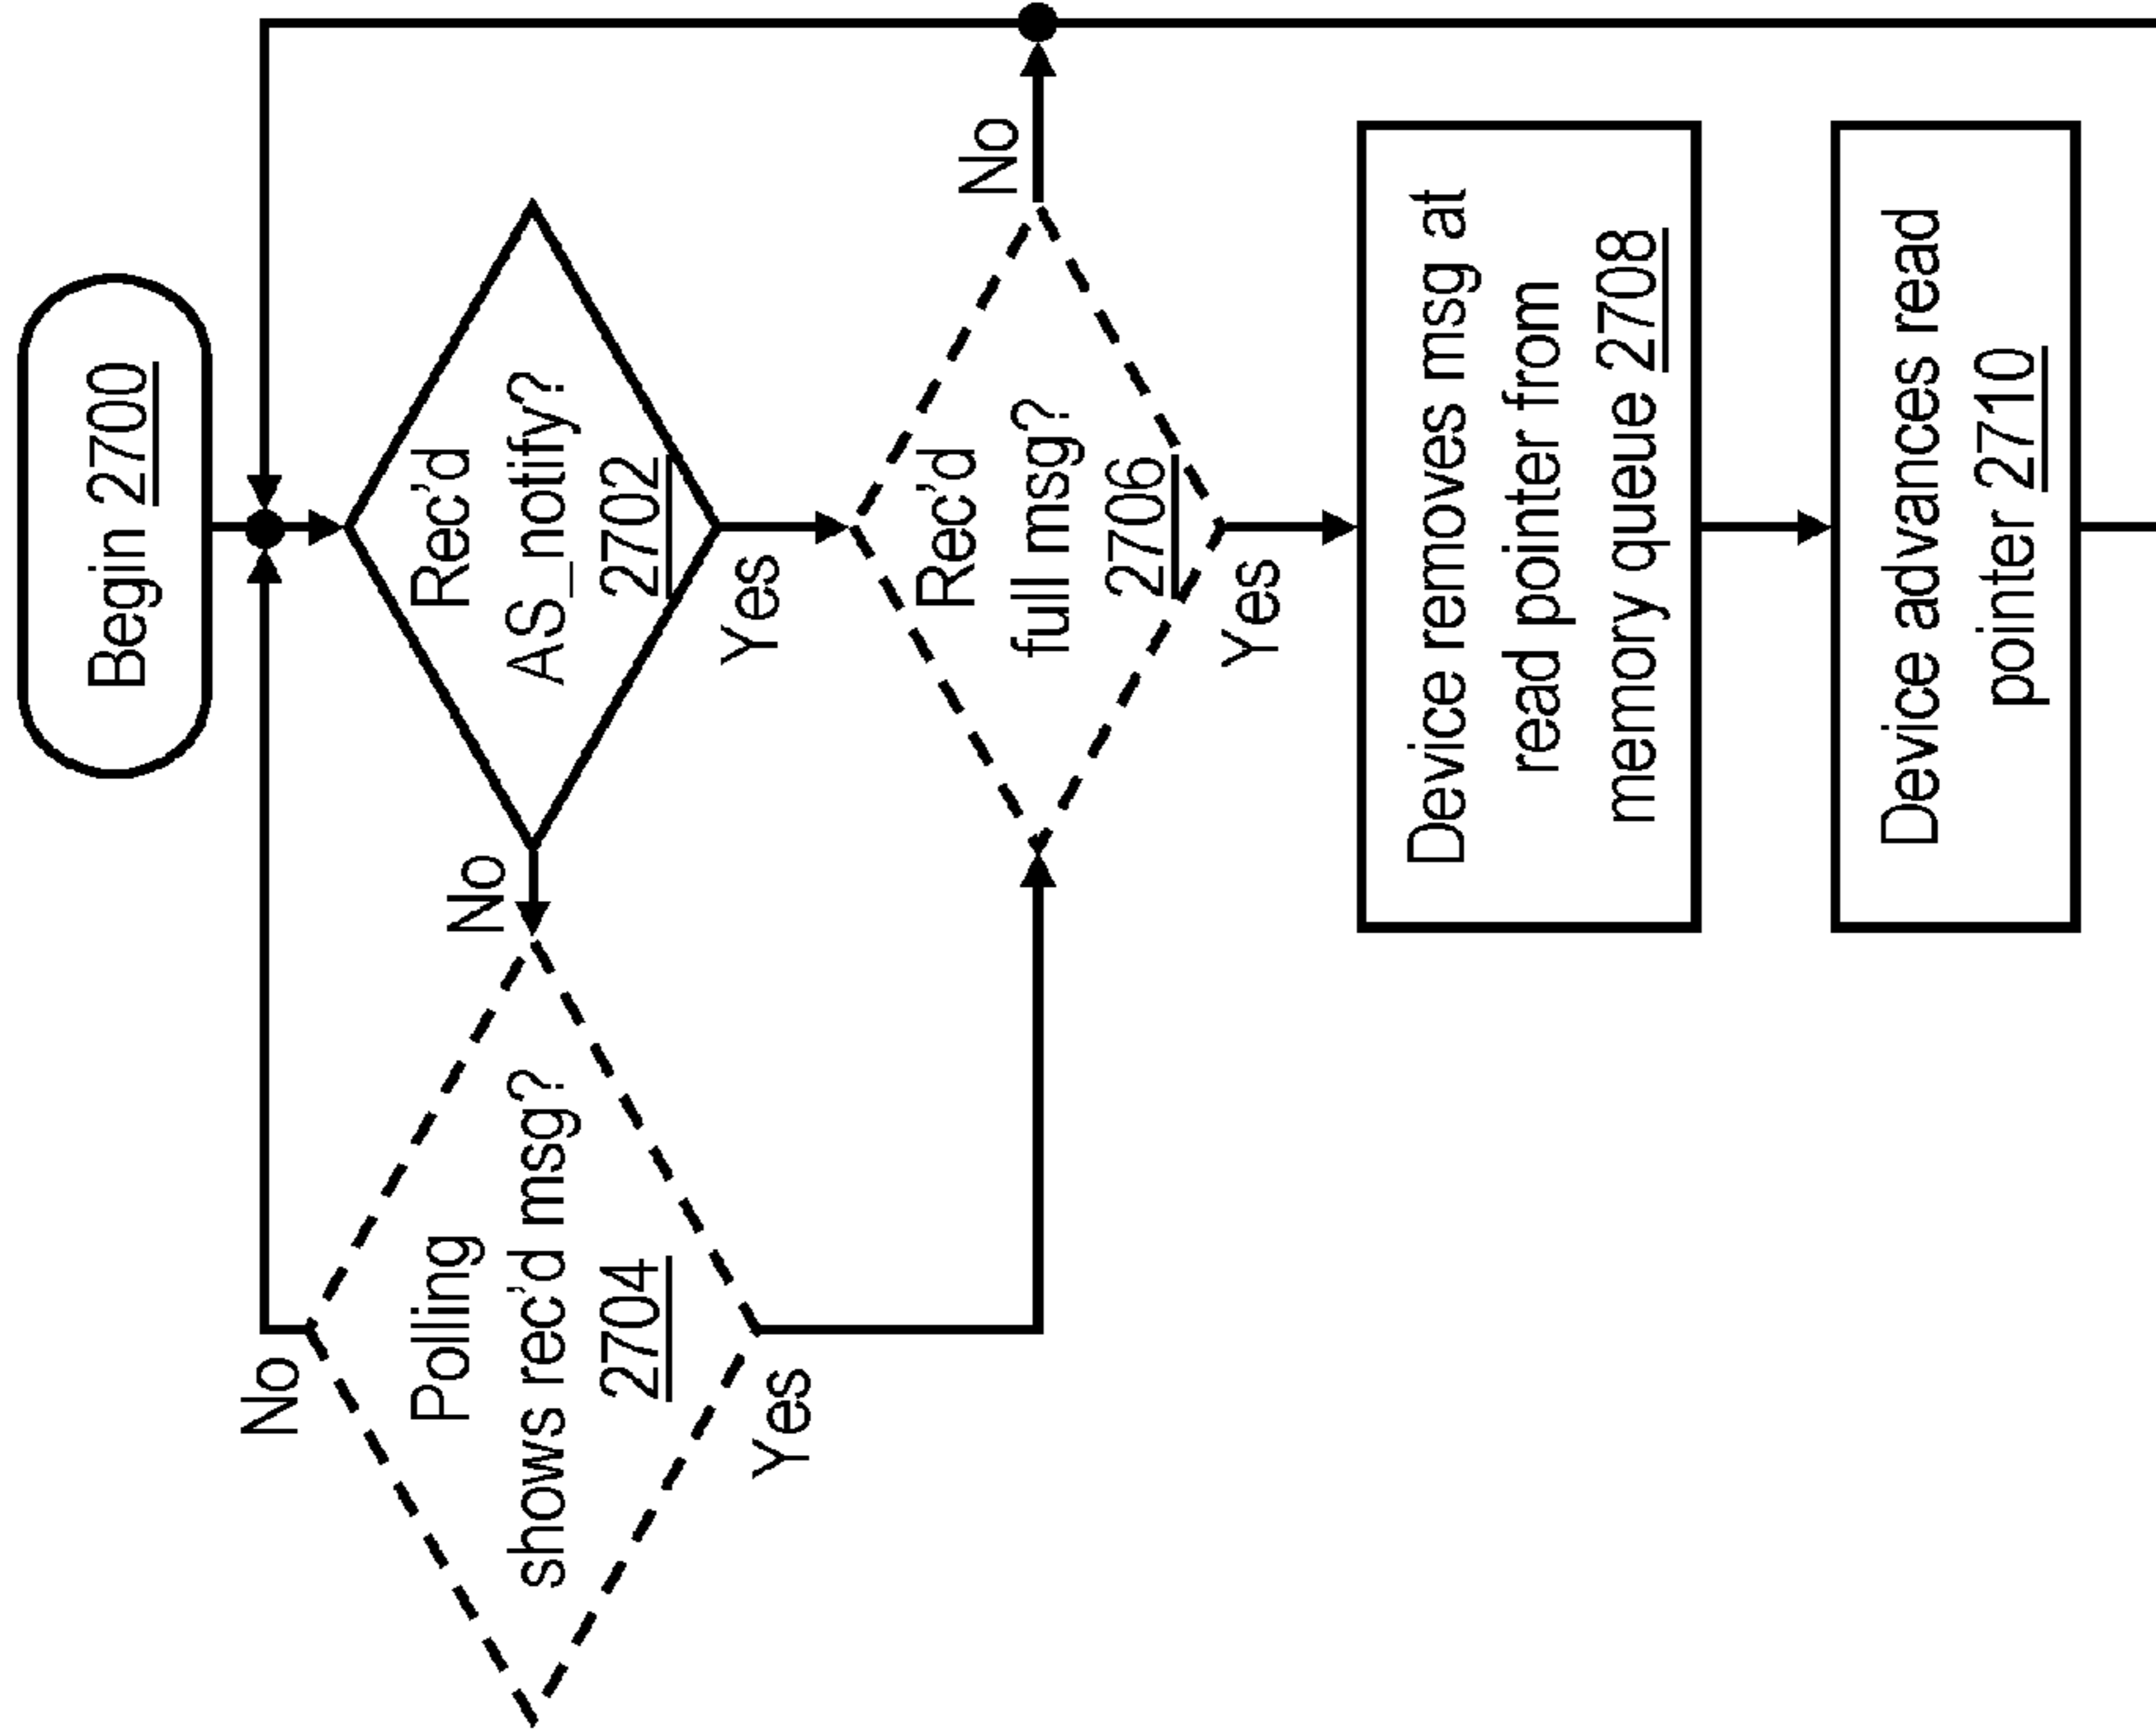 Begin 2700
Rec'd
AS_notify?
2702
No
Yes
Polling
shows rec'd msg?
2704
No
Yes
Rec'd
full msg?
2706
No
Yes
Device removes msg at
read pointer from
memory queue 2708
Device advances read
pointer 2710